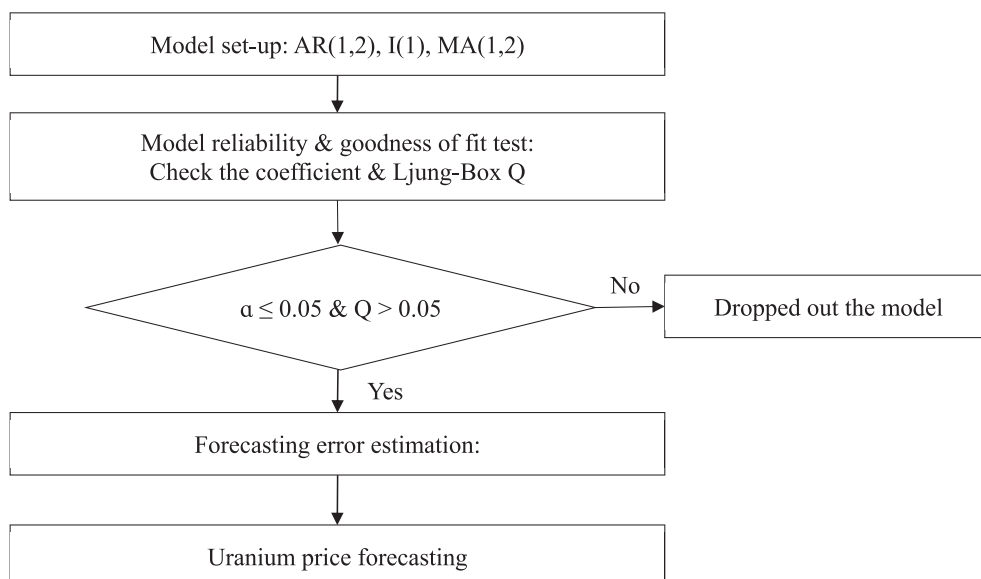 Model set-up: AR(1,2), I(1), MA(1,2)
Model reliability & goodness of fit test:
Check the coefficient & Ljung-Box Q
α ≤ 0.05 & Q > 0.05
No
Dropped out the model
Yes
Forecasting error estimation:
Uranium price forecasting